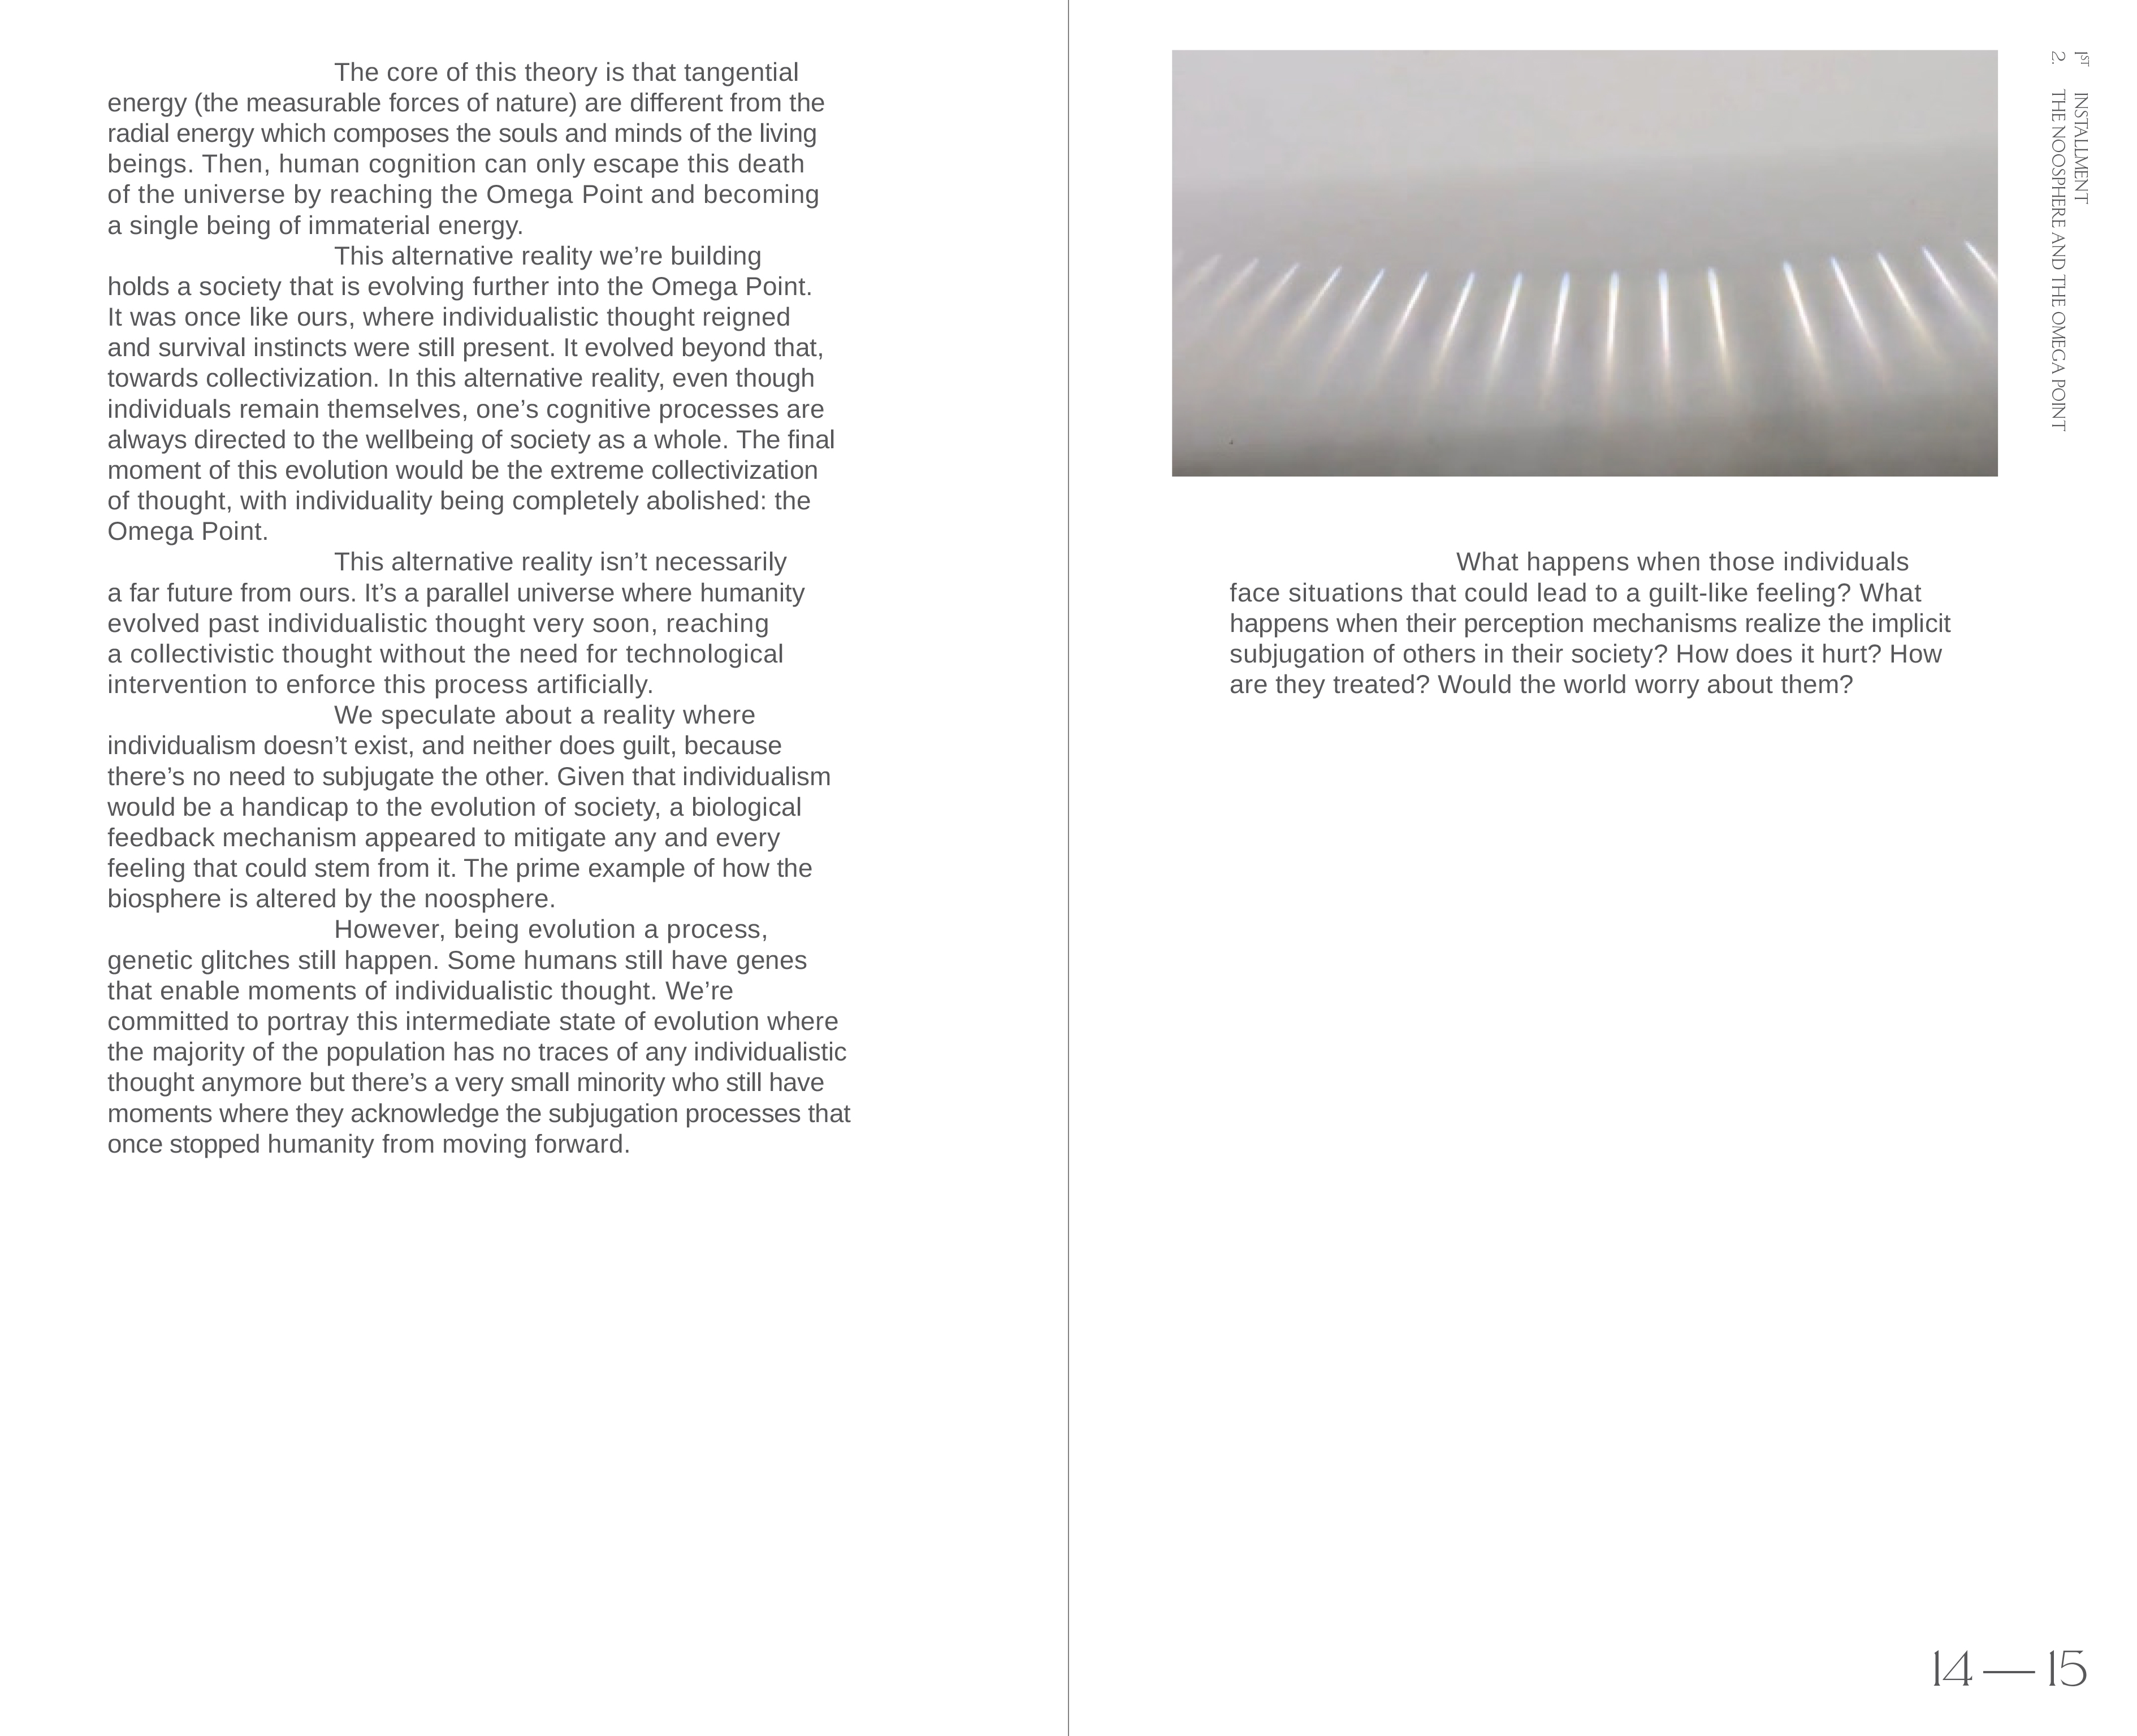 The core of this theory is that tangential
energy (the measurable forces of nature) are different from the
radial energy which composes the souls and minds of the living
beings. Then, human cognition can only escape this death
of the universe by reaching the Omega Point and becoming
a single being of immaterial energy.
This alternative reality we’re building
holds a society that is evolving further into the Omega Point.
It was once like ours, where individualistic thought reigned
and survival instincts were still present. It evolved beyond that,
towards collectivization. In this alternative reality, even though
individuals remain themselves, one’s cognitive processes are
always directed to the wellbeing of society as a whole. The final
moment of this evolution would be the extreme collectivization
of thought, with individuality being completely abolished: the
Omega Point.
This alternative reality isn’t necessarily
a far future from ours. It’s a parallel universe where humanity
evolved past individualistic thought very soon, reaching
a collectivistic thought without the need for technological
intervention to enforce this process artificially.
We speculate about a reality where
individualism doesn’t exist, and neither does guilt, because
there’s no need to subjugate the other. Given that individualism
would be a handicap to the evolution of society, a biological
feedback mechanism appeared to mitigate any and every
feeling that could stem from it. The prime example of how the
biosphere is altered by the noosphere.
However, being evolution a process,
genetic glitches still happen. Some humans still have genes
that enable moments of individualistic thought. We’re
committed to portray this intermediate state of evolution where
the majority of the population has no traces of any individualistic
thought anymore but there’s a very small minority who still have
moments where they acknowledge the subjugation processes that
once stopped humanity from moving forward.
1ST INSTALLMENT
2. THE NOOSPHERE AND THE OMEGA POINT
What happens when those individuals
face situations that could lead to a guilt-like feeling? What
happens when their perception mechanisms realize the implicit
subjugation of others in their society? How does it hurt? How
are they treated? Would the world worry about them?
14 — 15